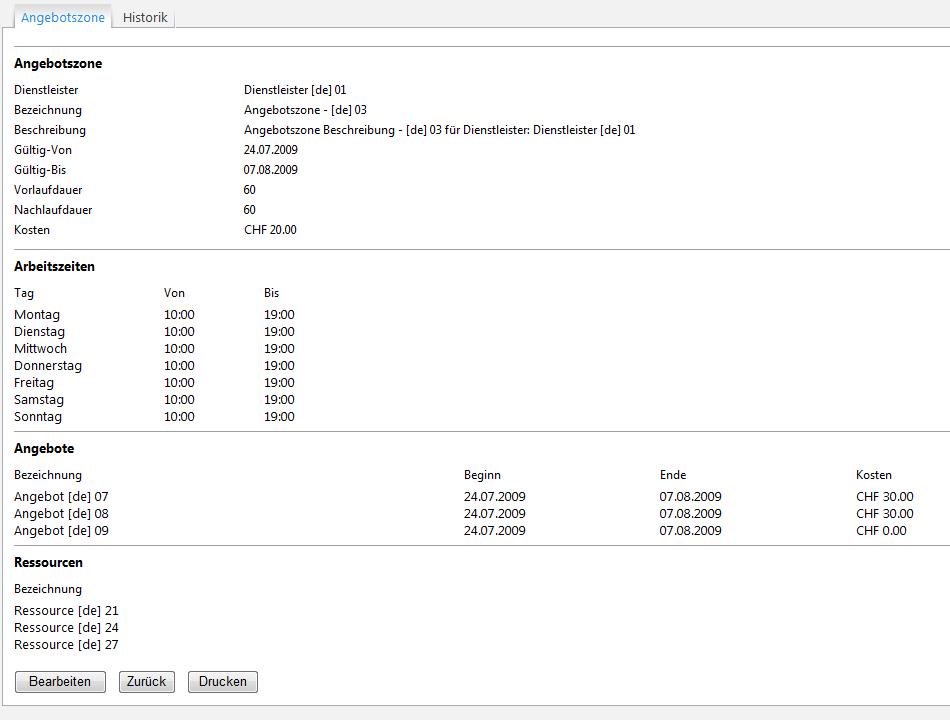 Angebotszone Historik
Angebotszone
Dienstleister Dienstleister [de] 01
Bezeichnung Angebotszone - [de] 03
Beschreibung Angebotszone Beschreibung - [de] 03 für Dienstleister: Dienstleister [de] 01
Gültig-Von 24.07.2009
Gültig-Bis 07.08.2009
Vorlaufdauer 60
Nachlaufdauer 60
Kosten CHF 20.00
Arbeitszeiten
Tag Von Bis
Montag 10:00 19:00
Dienstag 10:00 19:00
Mittwoch 10:00 19:00
Donnerstag 10:00 19:00
Freitag 10:00 19:00
Samstag 10:00 19:00
Sonntag 10:00 19:00
Angebote
Bezeichnung Beginn Ende Kosten
Angebot [de] 07 24.07.2009 07.08.2009 CHF 30.00
Angebot [de] 08 24.07.2009 07.08.2009 CHF 30.00
Angebot [de] 09 24.07.2009 07.08.2009 CHF 0.00
Ressourcen
Bezeichnung
Ressource [de] 21
Ressource [de] 24
Ressource [de] 27
Bearbeiten Zurück Drucken